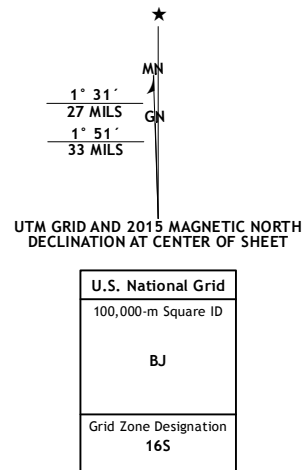 ★
MN
1° 31´
27 MILS
GN
1° 51´
33 MILS
UTM GRID AND 2015 MAGNETIC NORTH
DECLINATION AT CENTER OF SHEET
U.S. National Grid
100,000-m Square ID
BJ
Grid Zone Designation
16S